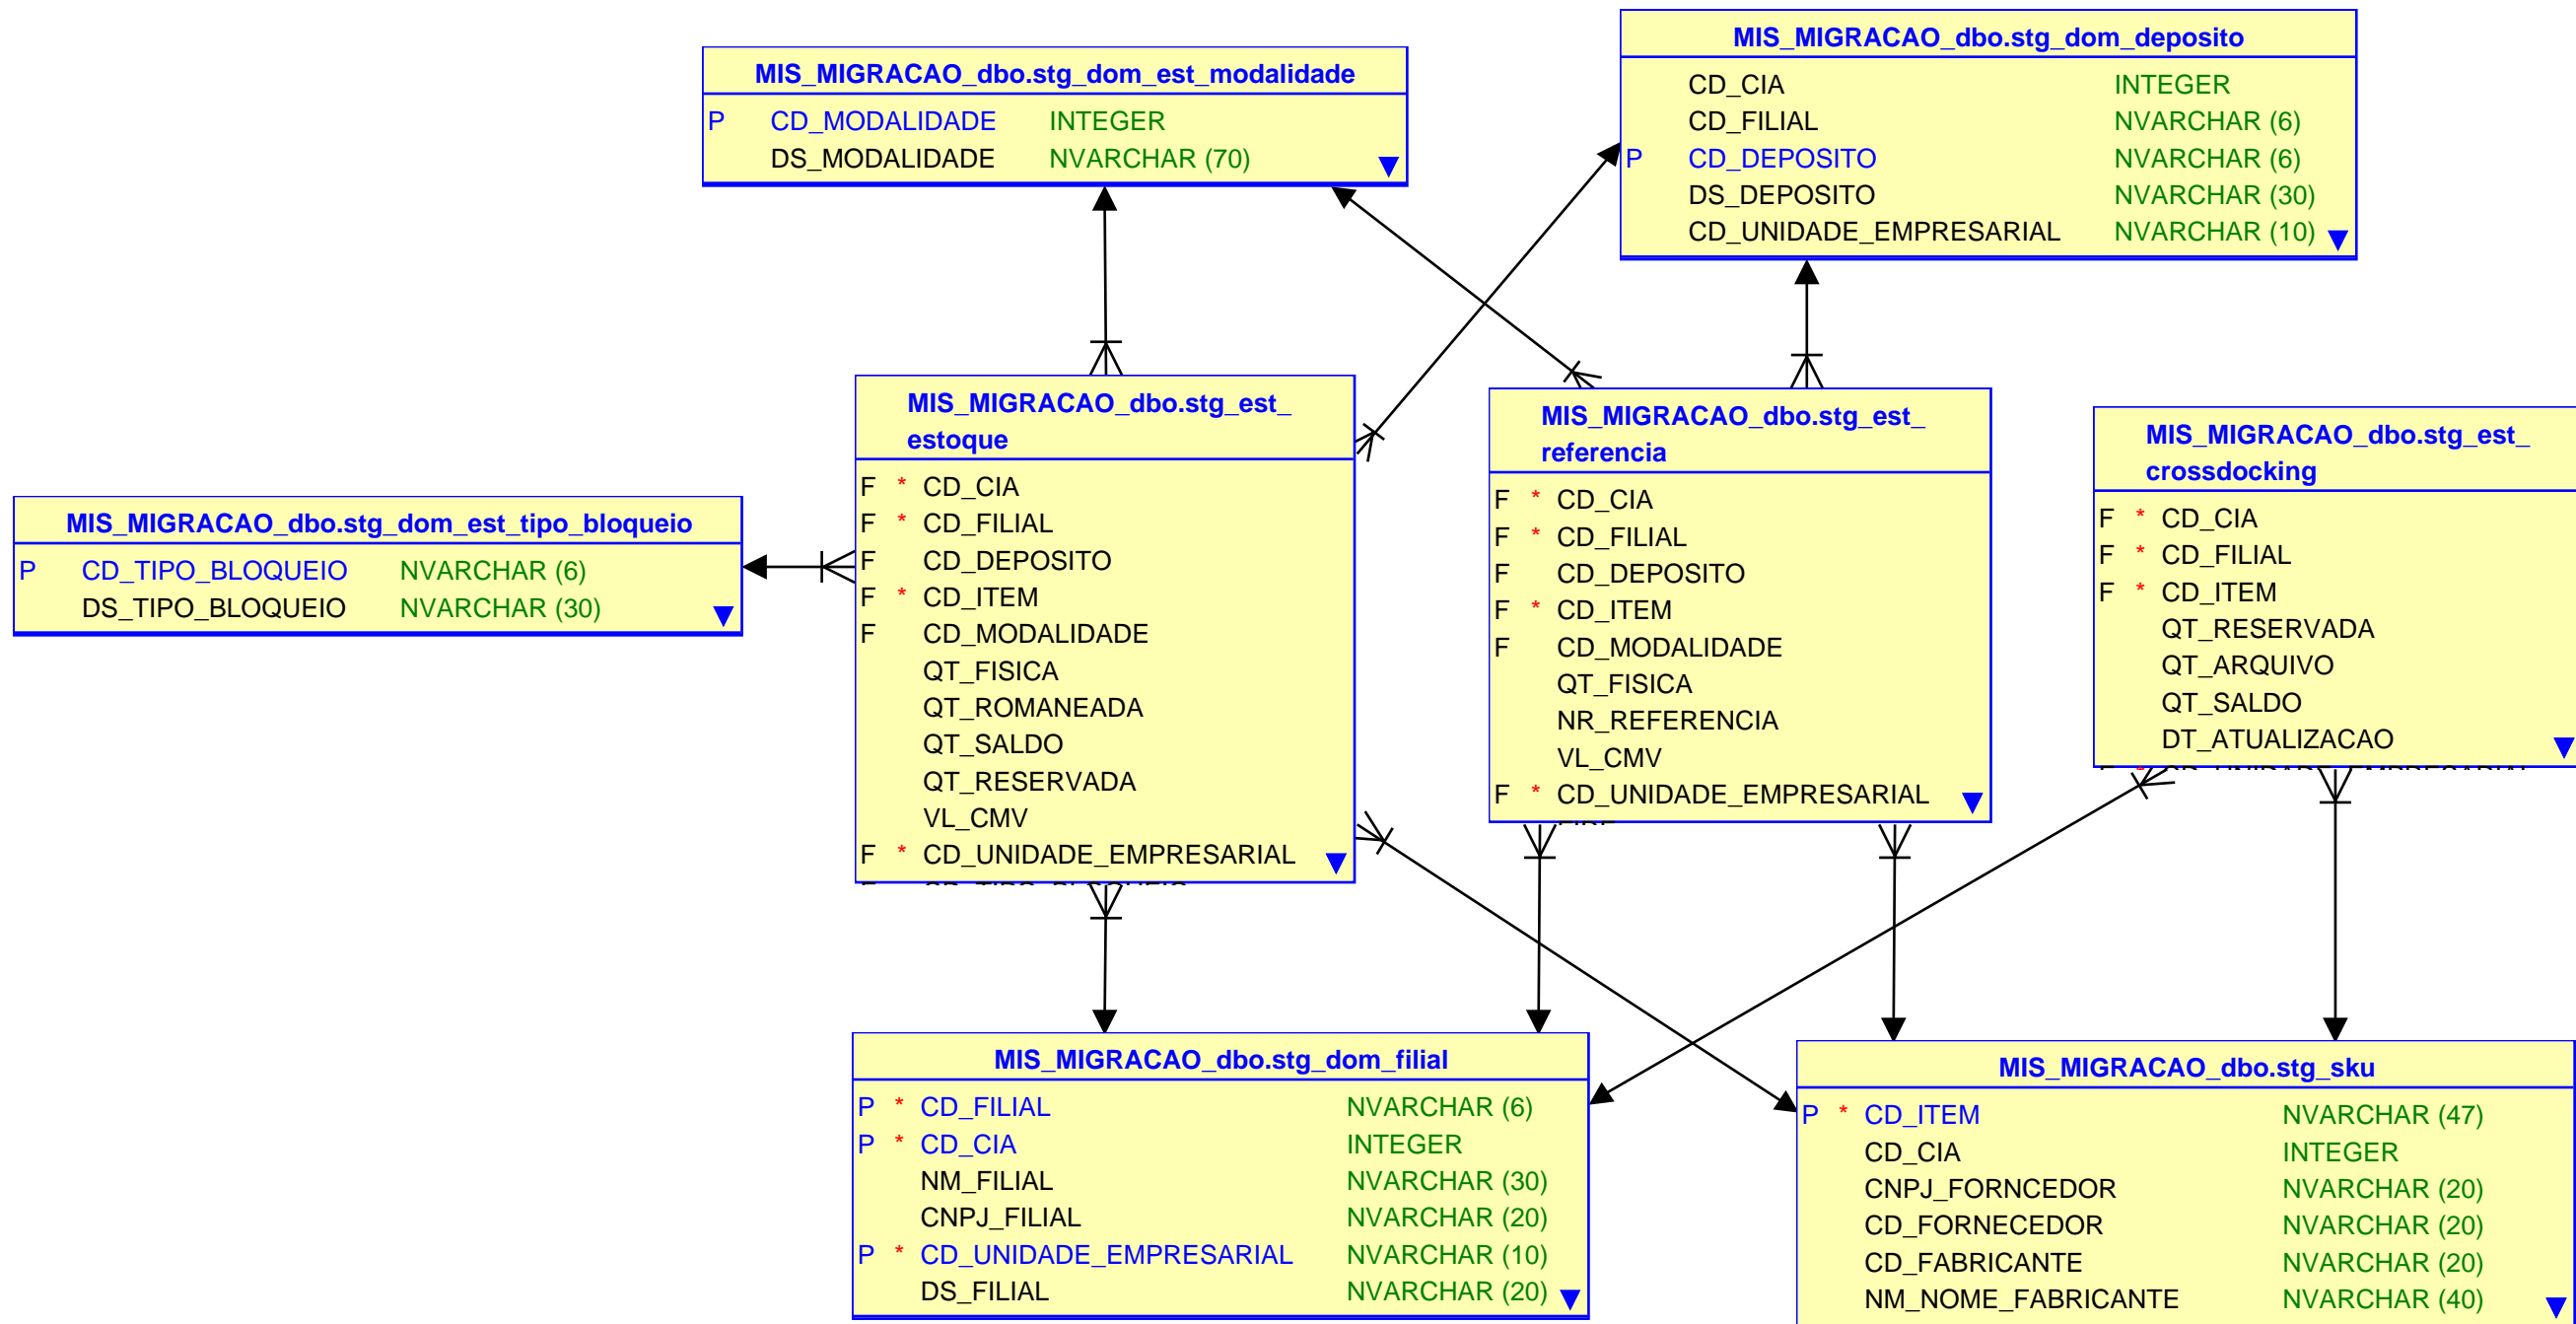 MIS_MIGRACAO_dbo.stg_dom_est_modalidade
P CD_MODALIDADE INTEGER
DS_MODALIDADE NVARCHAR (70)
MIS_MIGRACAO_dbo.stg_dom_deposito
CD_CIA INTEGER
CD_FILIAL NVARCHAR (6)
P CD_DEPOSITO NVARCHAR (6)
DS_DEPOSITO NVARCHAR (30)
CD_UNIDADE_EMPRESARIAL NVARCHAR (10)
MIS_MIGRACAO_dbo.stg_dom_est_tipo_bloqueio
P CD_TIPO_BLOQUEIO NVARCHAR (6)
DS_TIPO_BLOQUEIO NVARCHAR (30)
MIS_MIGRACAO_dbo.stg_est_
estoque
F * CD_CIA
F * CD_FILIAL
F CD_DEPOSITO
F * CD_ITEM
F CD_MODALIDADE
QT_FISICA
QT_ROMANEADA
QT_SALDO
QT_RESERVADA
VL_CMV
F * CD_UNIDADE_EMPRESARIAL
MIS_MIGRACAO_dbo.stg_est_
referencia
F * CD_CIA
F * CD_FILIAL
F CD_DEPOSITO
F * CD_ITEM
F CD_MODALIDADE
QT_FISICA
NR_REFERENCIA
VL_CMV
F * CD_UNIDADE_EMPRESARIAL
MIS_MIGRACAO_dbo.stg_est_
crossdocking
F * CD_CIA
F * CD_FILIAL
F * CD_ITEM
QT_RESERVADA
QT_ARQUIVO
QT_SALDO
DT_ATUALIZACAO
MIS_MIGRACAO_dbo.stg_dom_filial
P * CD_FILIAL NVARCHAR (6)
P * CD_CIA INTEGER
NM_FILIAL NVARCHAR (30)
CNPJ_FILIAL NVARCHAR (20)
P * CD_UNIDADE_EMPRESARIAL NVARCHAR (10)
DS_FILIAL NVARCHAR (20)
MIS_MIGRACAO_dbo.stg_sku
P * CD_ITEM NVARCHAR (47)
CD_CIA INTEGER
CNPJ_FORNCEDOR NVARCHAR (20)
CD_FORNECEDOR NVARCHAR (20)
CD_FABRICANTE NVARCHAR (20)
NM_NOME_FABRICANTE NVARCHAR (40)